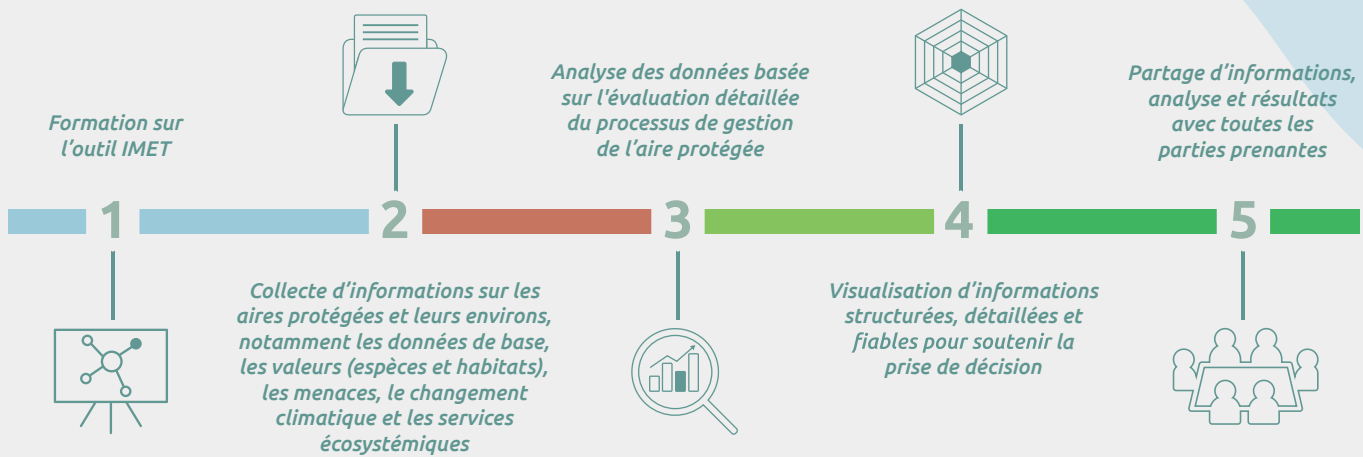 Formation sur
l'outil IMET
1
2
Collecte d'informations sur les
aires protégées et leurs environs,
notamment les données de base,
les valeurs (espèces et habitats),
les menaces, le changement
climatique et les services
écosystémiques
Analyse des données basée
sur l'évaluation détaillée
du processus de gestion
de l'aire protégée
3
4
Visualisation d'informations
structurées, détaillées et
fiables pour soutenir la
prise de décision
Partage d'informations,
analyse et résultats
avec toutes les
parties prenantes
5